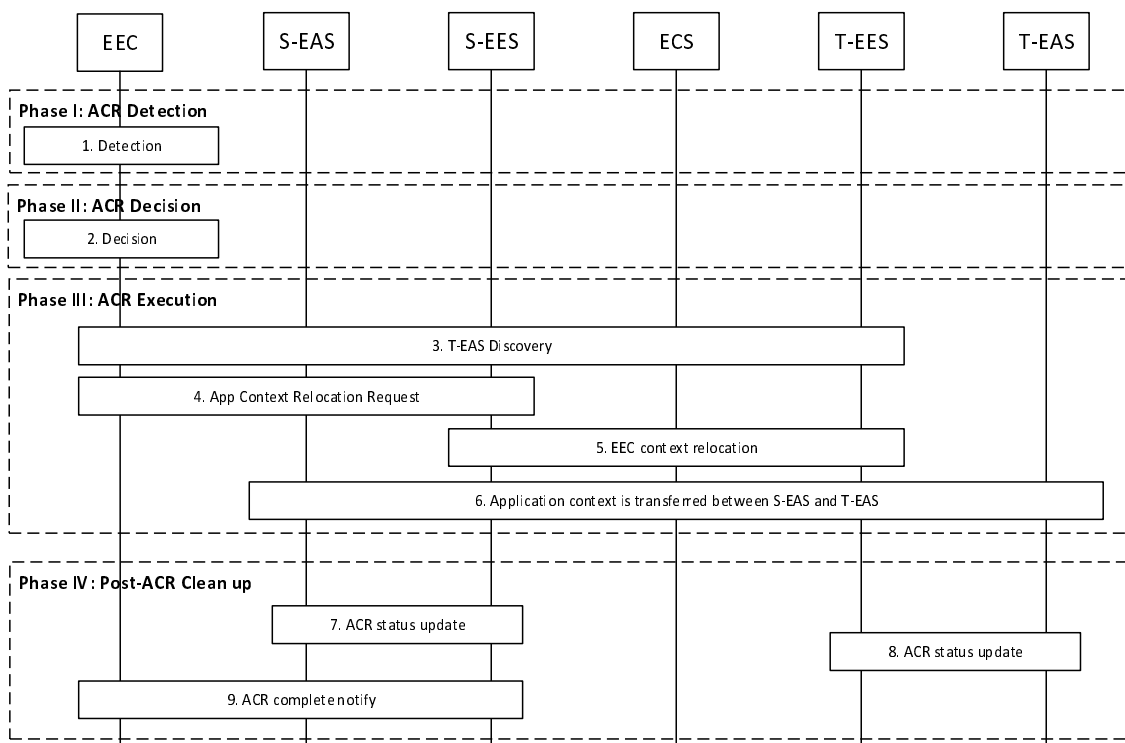 EEC
S-EAS
S-EES
ECS
T-EES
T-EAS
Phase I: ACR Detection
1. Detection
Phase II: ACR Decision
2. Decision
Phase III: ACR Execution
3. T-EAS Discovery
4. App Context Relocation Request
5. EEC context relocation
6. Application context is transferred between S-EAS and T-EAS
Phase IV: Post-ACR Clean up
7. ACR status update
8. ACR status update
9. ACR complete notify